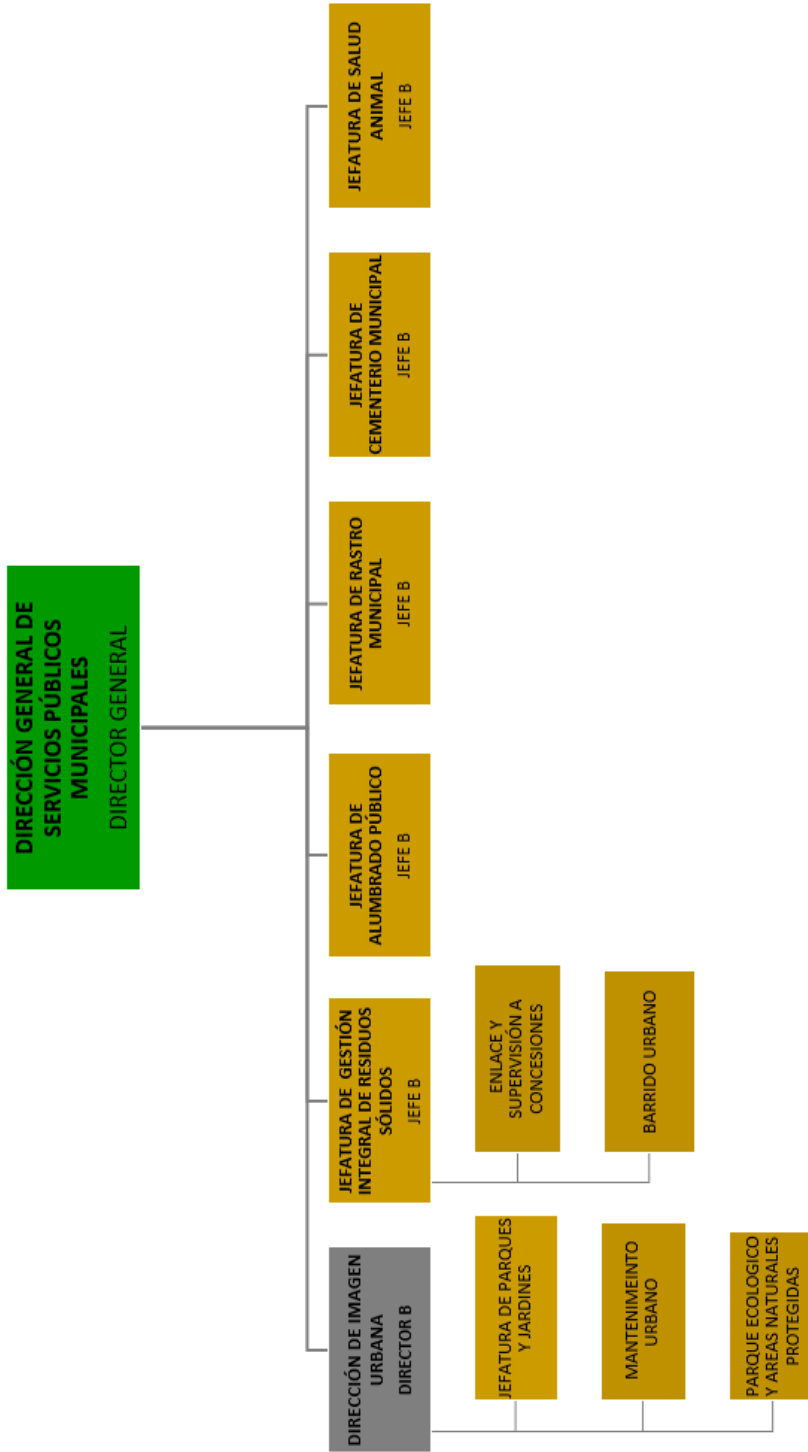 DIRECCIÓN GENERAL DE
SERVICIOS PÚBLICOS
MUNICIPALES
DIRECTOR GENERAL
DIRECCIÓN DE IMAGEN
URBANA
DIRECTOR B
JEFATURA DE PARQUES
Y JARDINES
MANTENIMEINTO
URBANO
PARQUE ECOLOGICO
Y AREAS NATURALES
PROTEGIDAS
JEFATURA DE GESTIÓN
INTEGRAL DE RESIDUOS
SÓLIDOS
JEFE B
ENLACE Y
SUPERVISIÓN A
CONCESIONES
BARRIDO URBANO
JEFATURA DE
ALUMBRADO PÚBLICO
JEFE B
JEFATURA DE RASTRO
MUNICIPAL
JEFE B
JEFATURA DE
CEMENTERIO MUNICIPAL
JEFE B
JEFATURA DE SALUD
ANIMAL
JEFE B